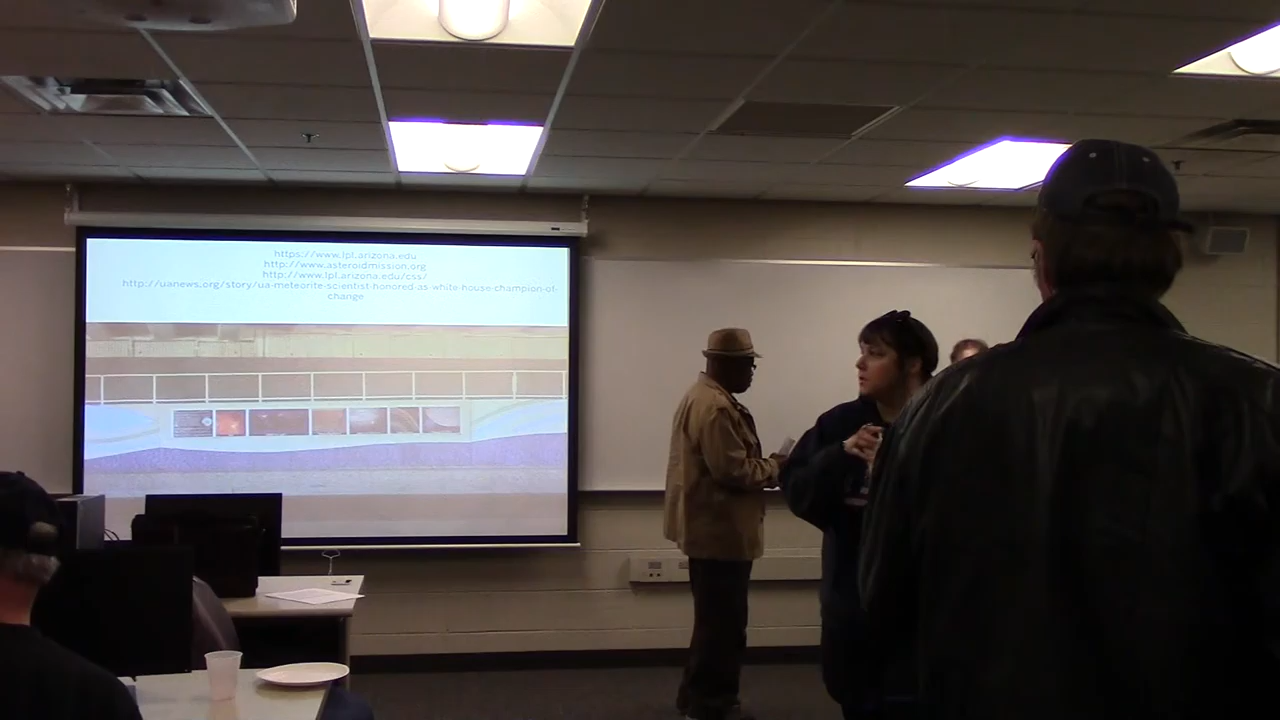 https://www.lpl.arizona.edu
http://www.asteroidmission.org
http://www.lpl.arizona.edu/css/
http://uanews.org/story/ua-meteorite-scientist-honored-as-white-house-champion-of-
change